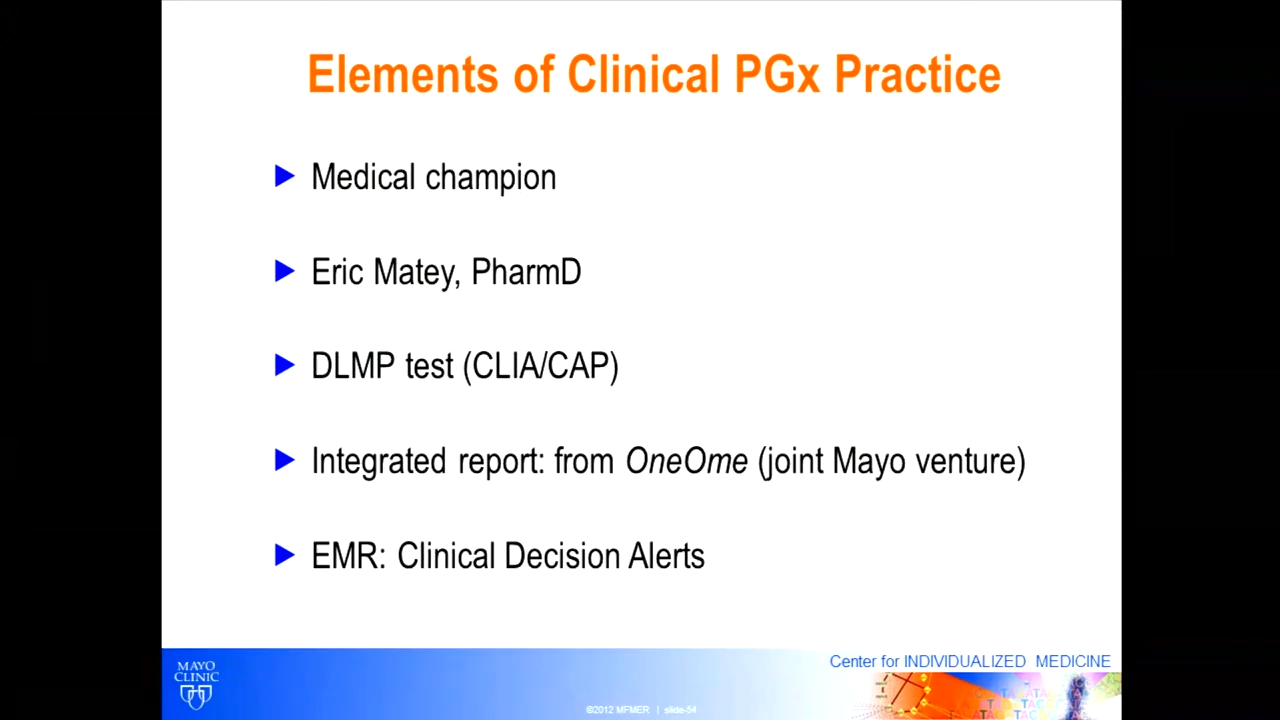 Elements of Clinical PGx Practice
Medical champion
Eric Matey, PharmD
DLMP test (CLIA/CAP)
Integrated report: from OneOme (joint Mayo venture)
EMR: Clinical Decision Alerts
MAYO
CLINIC
Center for INDIVIDUALIZED MEDICINE
©2012 MFMER | slide-54